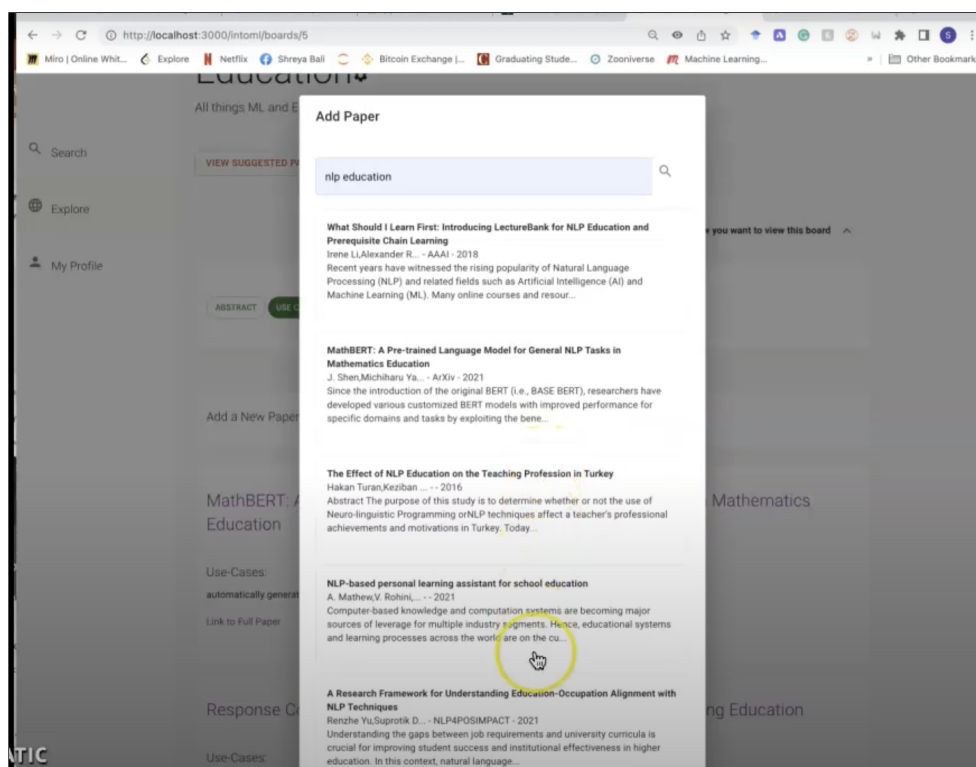 http://localhost:3000/intoml/boards/5
Miro | Online Whit... Explore Netflix Shreya Bali Bitcoin Exchange |... Graduating Stude... Zooniverse Machine Learning... » Other Bookmark
Education
All things ML and E
Search
VIEW SUGGESTED P
Explore
My Profile
you want to view this board
ABSTRACT USE C
Add a New Paper
MathBERT: A
Mathematics
Education
Use-Cases:
automatically generat
Link to Full Paper
Response Co
ng Education
Use-Cases:
ATIC
Add Paper
nlp education
What Should I Learn First: Introducing LectureBank for NLP Education and
Prerequisite Chain Learning
Irene Li,Alexander R... - AAAI - 2018
Recent years have witnessed the rising popularity of Natural Language
Processing (NLP) and related fields such as Artificial Intelligence (AI) and
Machine Learning (ML). Many online courses and resour...
MathBERT: A Pre-trained Language Model for General NLP Tasks in
Mathematics Education
J. Shen,Michiharu Ya... - ArXiv - 2021
Since the introduction of the original BERT (i.e., BASE BERT), researchers have
developed various customized BERT models with improved performance for
specific domains and tasks by exploiting the bene...
The Effect of NLP Education on the Teaching Profession in Turkey
Hakan Turan,Keziban ... - - 2016
Abstract The purpose of this study is to determine whether or not the use of
Neuro-linguistic Programming orNLP techniques affect a teacher's professional
achievements and motivations in Turkey. Today...
NLP-based personal learning assistant for school education
A. Mathew,V. Rohini,... - - 2021
Computer-based knowledge and computation systems are becoming major
sources of leverage for multiple industry segments. Hence, educational systems
and learning processes across the world are on the cu...
A Research Framework for Understanding Education-Occupation Alignment with
NLP Techniques
Renzhe Yu,Suprotik D... - NLP4POSIMPACT - 2021
Understanding the gaps between job requirements and university curricula is
crucial for improving student success and institutional effectiveness in higher
education. In this context, natural language...